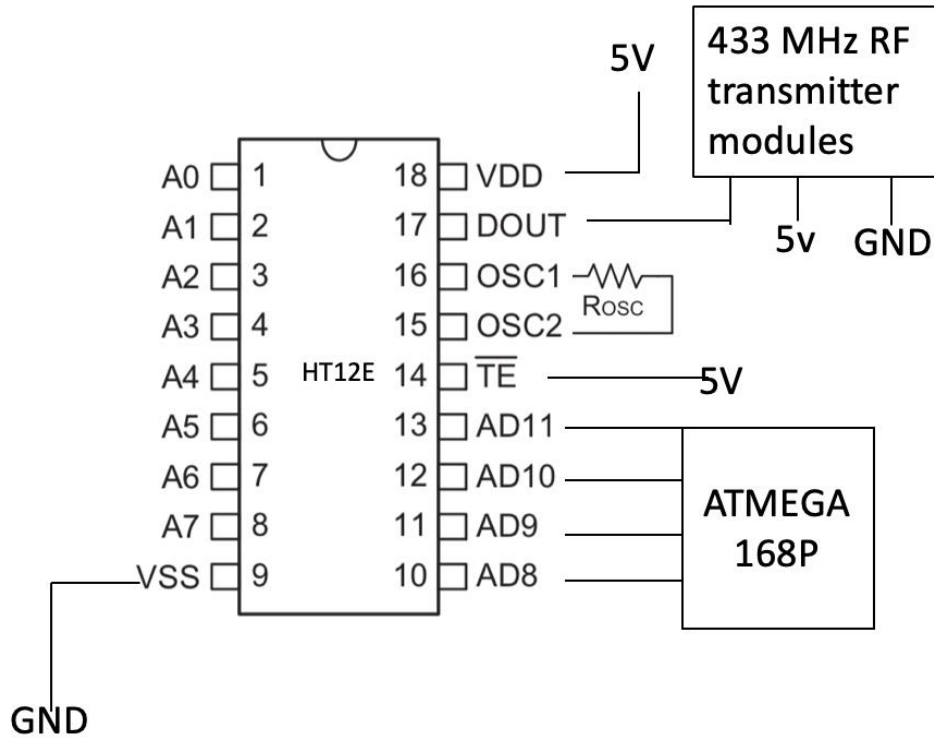 433 MHz RF
transmitter
modules
5V
5v
GND
A0 1
A1 2
A2 3
A3 4
A4 5
A5 6
A6 7
A7 8
VSS 9
HT12E
18 VDD
17 DOUT
16 OSC1
15 OSC2
14 T̅E̅
13 AD11
12 AD10
11 AD9
10 AD8
Rosc
5V
ATMEGA
168P
GND